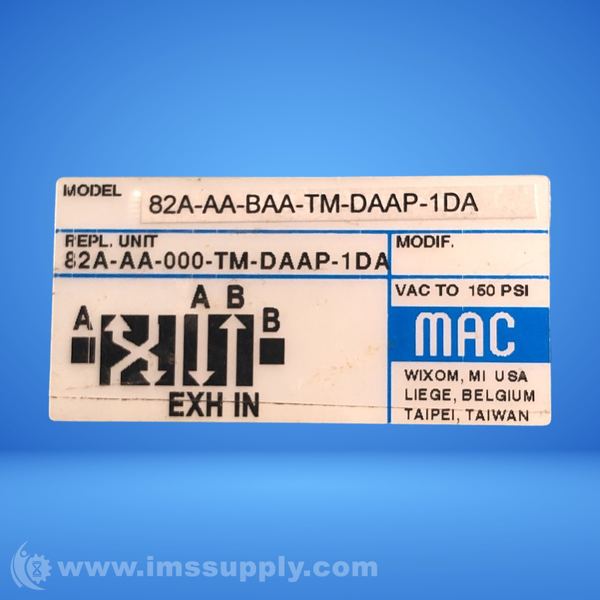 MODEL 82A-AA-BAA-TM-DAAP-1DA
REPL. UNIT
82A-AA-000-TM-DAAP-1DA
MODIF.
A B
A B
EXH IN
VAC TO 150 PSI
MAC
WIXOM, MI USA
LIEGE, BELGIUM
TAIPEI, TAIWAN
www.imssupply.com